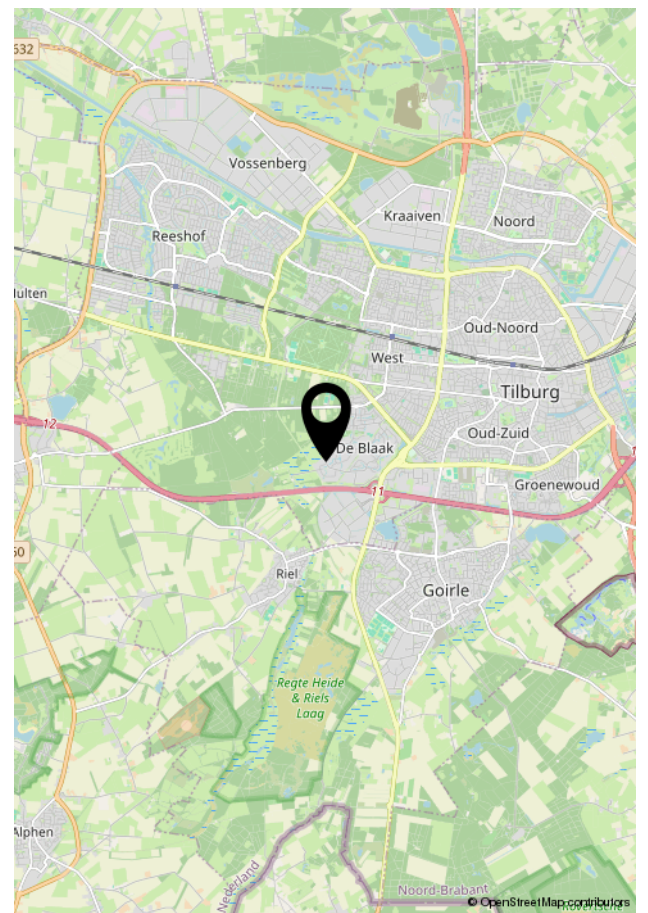 632
Vossenberg
Kraaiven
Noord
Reeshof
Hulten
Oud-Noord
West
Tilburg
12
De Blaak
Oud-Zuid
11
Groenewoud
Riel
Goirle
Regte Heide
& Riels
Laag
Alphen
Nederland
Noord-Brabant
© OpenStreetMap contributors